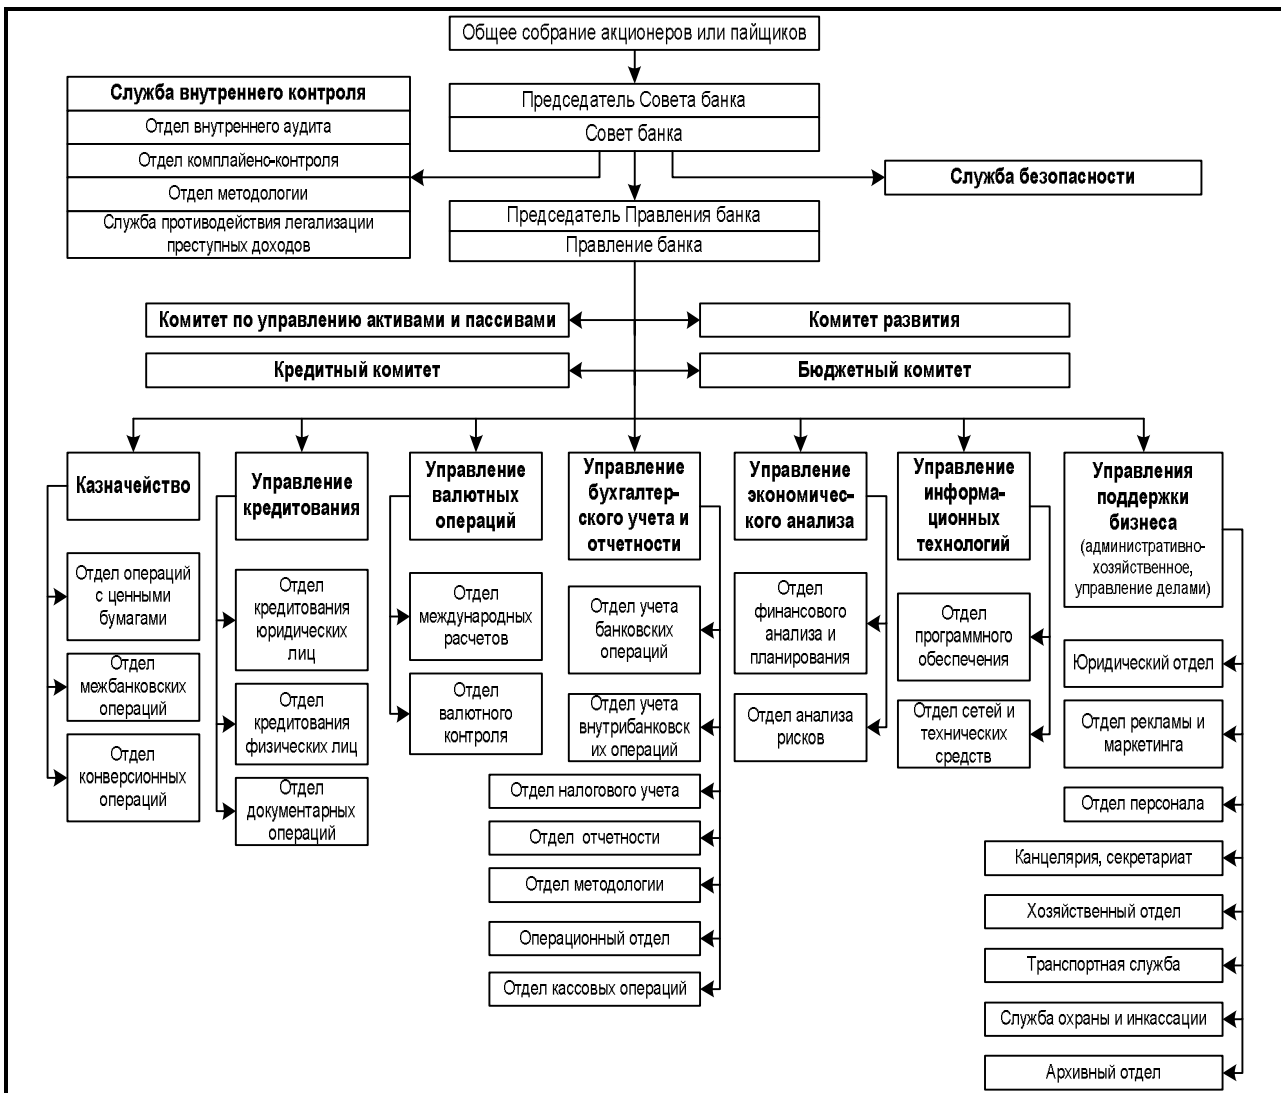 Общее собрание акционеров или пайщиков
Служба внутреннего контроля
Отдел внутреннего аудита
Отдел комплайенс-контроля
Отдел методологии
Служба противодействия легализации
преступных доходов
Председатель Совета банка
Совет банка
Служба безопасности
Председатель Правления банка
Правление банка
Комитет по управлению активами и пассивами
Комитет развития
Кредитный комитет
Бюджетный комитет
Казначейство
Отдел операций
с ценными
бумагами
Отдел
межбанковских
операций
Отдел
конверсионных
операций
Управление
кредитования
Отдел
кредитования
юридических
лиц
Отдел
кредитования
физических лиц
Отдел
документарных
операций
Управление
валютных
операций
Отдел
международных
расчетов
Отдел
валютного
контроля
Управление
бухгалтер-
ского учета и
отчетности
Отдел учета
банковских
операций
Отдел учета
внутрибанковск
их операций
Отдел налогового учета
Отдел отчетности
Отдел методологии
Операционный отдел
Отдел кассовых операций
Управление
экономичес-
кого анализа
Отдел
финансового
анализа и
планирования
Отдел анализа
рисков
Управление
информа-
ционных
технологий
Отдел
программного
обеспечения
Отдел сетей и
технических
средств
Управления
поддержки
бизнеса
(административно-
хозяйственное,
управление делами)
Юридический отдел
Отдел рекламы и
маркетинга
Отдел персонала
Канцелярия, секретариат
Хозяйственный отдел
Транспортная служба
Служба охраны и инкассации
Архивный отдел